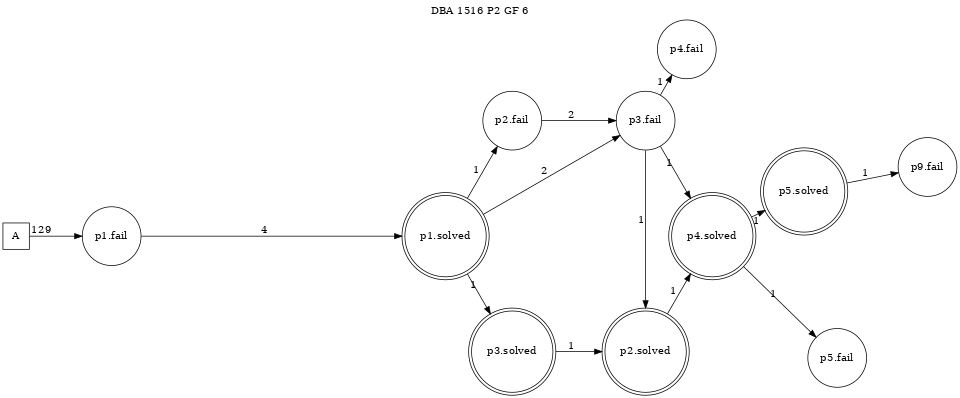 DBA 1516 P2 GF 6
p4.fail
1
p2.fail
2
p3.fail
1
2
1
p5.solved
1
p9.fail
A
129
p1.fail
4
p1.solved
1
p4.solved
1
1
p3.solved
1
p2.solved
1
1
p5.fail